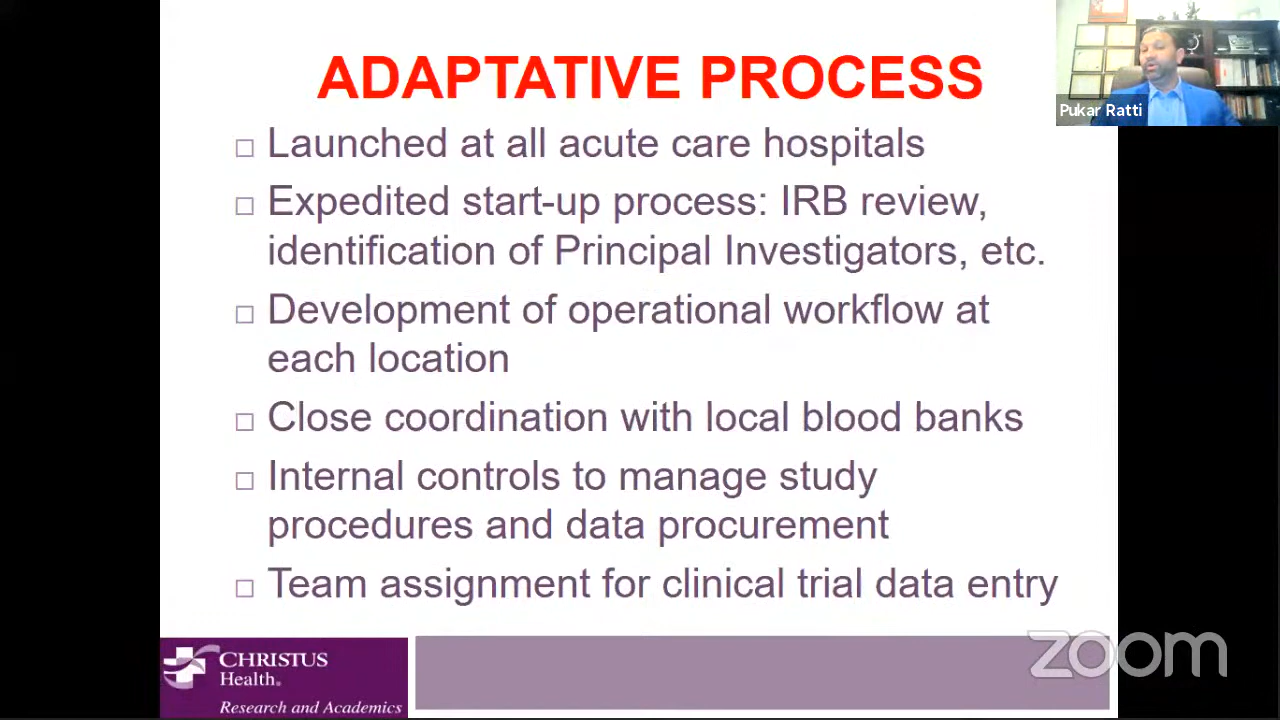 ADAPTATIVE PROCESS
Pukar Ratti
Launched at all acute care hospitals
Expedited start-up process: IRB review,
identification of Principal Investigators, etc.
Development of operational workflow at
each location
Close coordination with local blood banks
Internal controls to manage study
procedures and data procurement
Team assignment for clinical trial data entry
CHRISTUS
Health®
Research and Academics
zoom